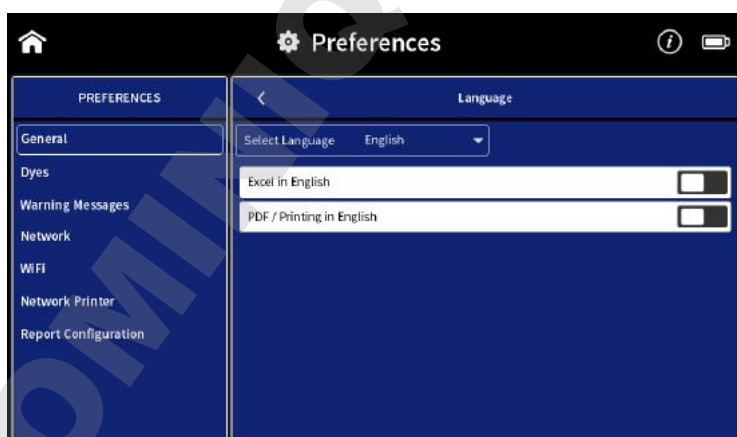 Preferences
PREFERENCES
General
Dyes
Warning Messages
Network
WiFi
Network Printer
Report Configuration
Language
Select Language English
Excel in English
PDF / Printing in English